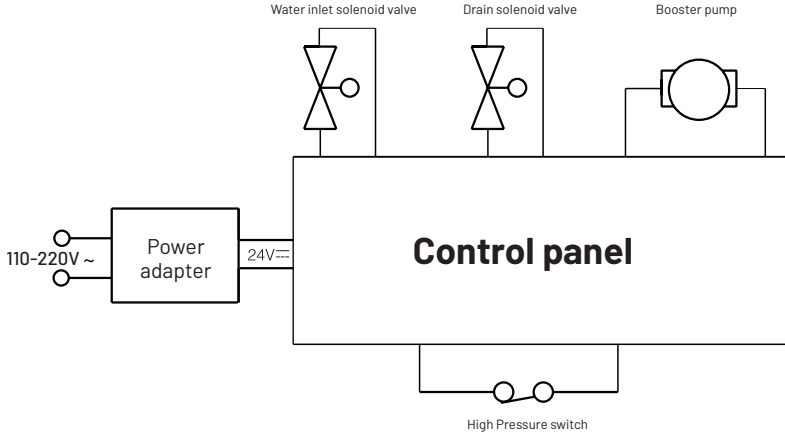 Water inlet solenoid valve
Drain solenoid valve
Booster pump
110-220V ~
Power
adapter
24V⎓
Control panel
High Pressure switch